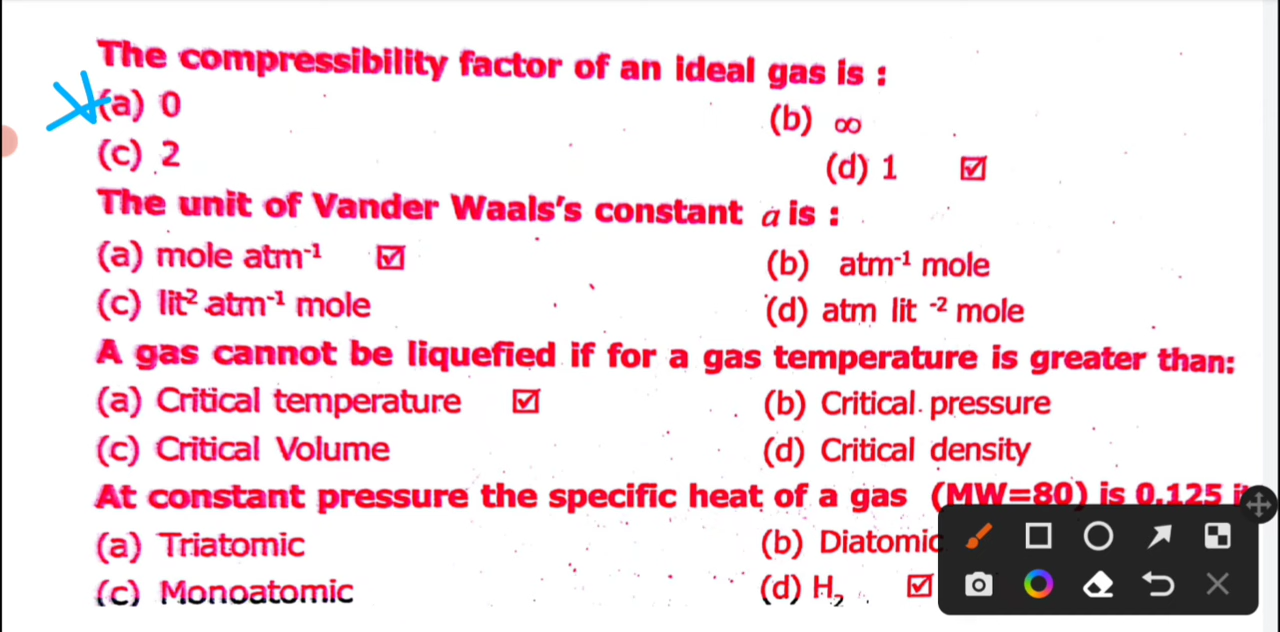 The compressibility factor of an ideal gas is :
(a) 0 (b) ∞
(c) 2 (d) 1 ☑
The unit of Vander Waals's constant a is :
(a) mole atm⁻¹ ☑ (b) atm⁻¹ mole
(c) lit² atm⁻¹ mole (d) atm lit ⁻² mole
A gas cannot be liquefied if for a gas temperature is greater than:
(a) Critical temperature ☑ (b) Critical pressure
(c) Critical Volume (d) Critical density
At constant pressure the specific heat of a gas (MW=80) is 0.125
(a) Triatomic (b) Diatomic
(c) Monoatomic (d) H₂ ☑